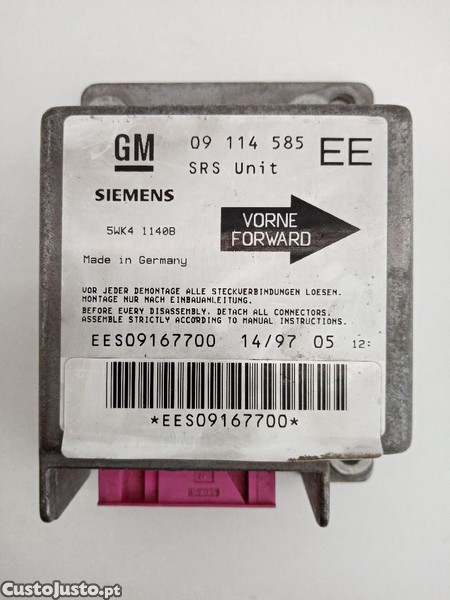 GM
09 114 585 EE
SRS Unit
SIEMENS
5WK4 1140B
VORNE
FORWARD
Made in Germany
VOR JEDER DEMONTAGE ALLE STECKVERBINDUNGEN LOESEN.
MONTAGE NUR NACH EINBAUANLEITUNG.
BEFORE EVERY DISASSEMBLY. DETACH ALL CONNECTORS.
ASSEMBLE STRICTLY ACCORDING TO MANUAL INSTRUCTIONS.
EES09167700 14/97 05 12:
*EES09167700*
CustoJusto.pt